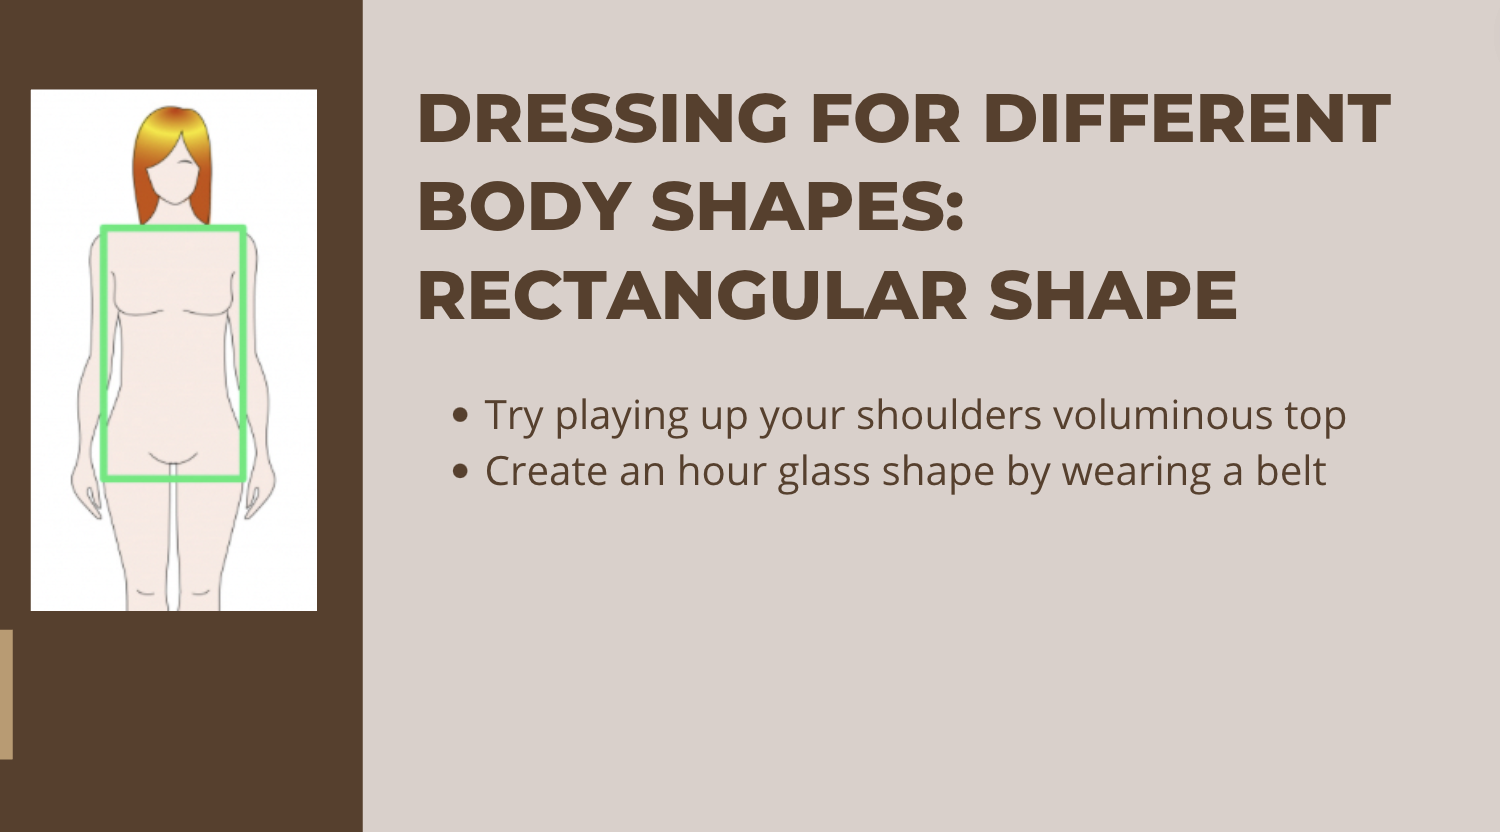 DRESSING FOR DIFFERENT
BODY SHAPES:
RECTANGULAR SHAPE
• Try playing up your shoulders voluminous top
• Create an hour glass shape by wearing a belt